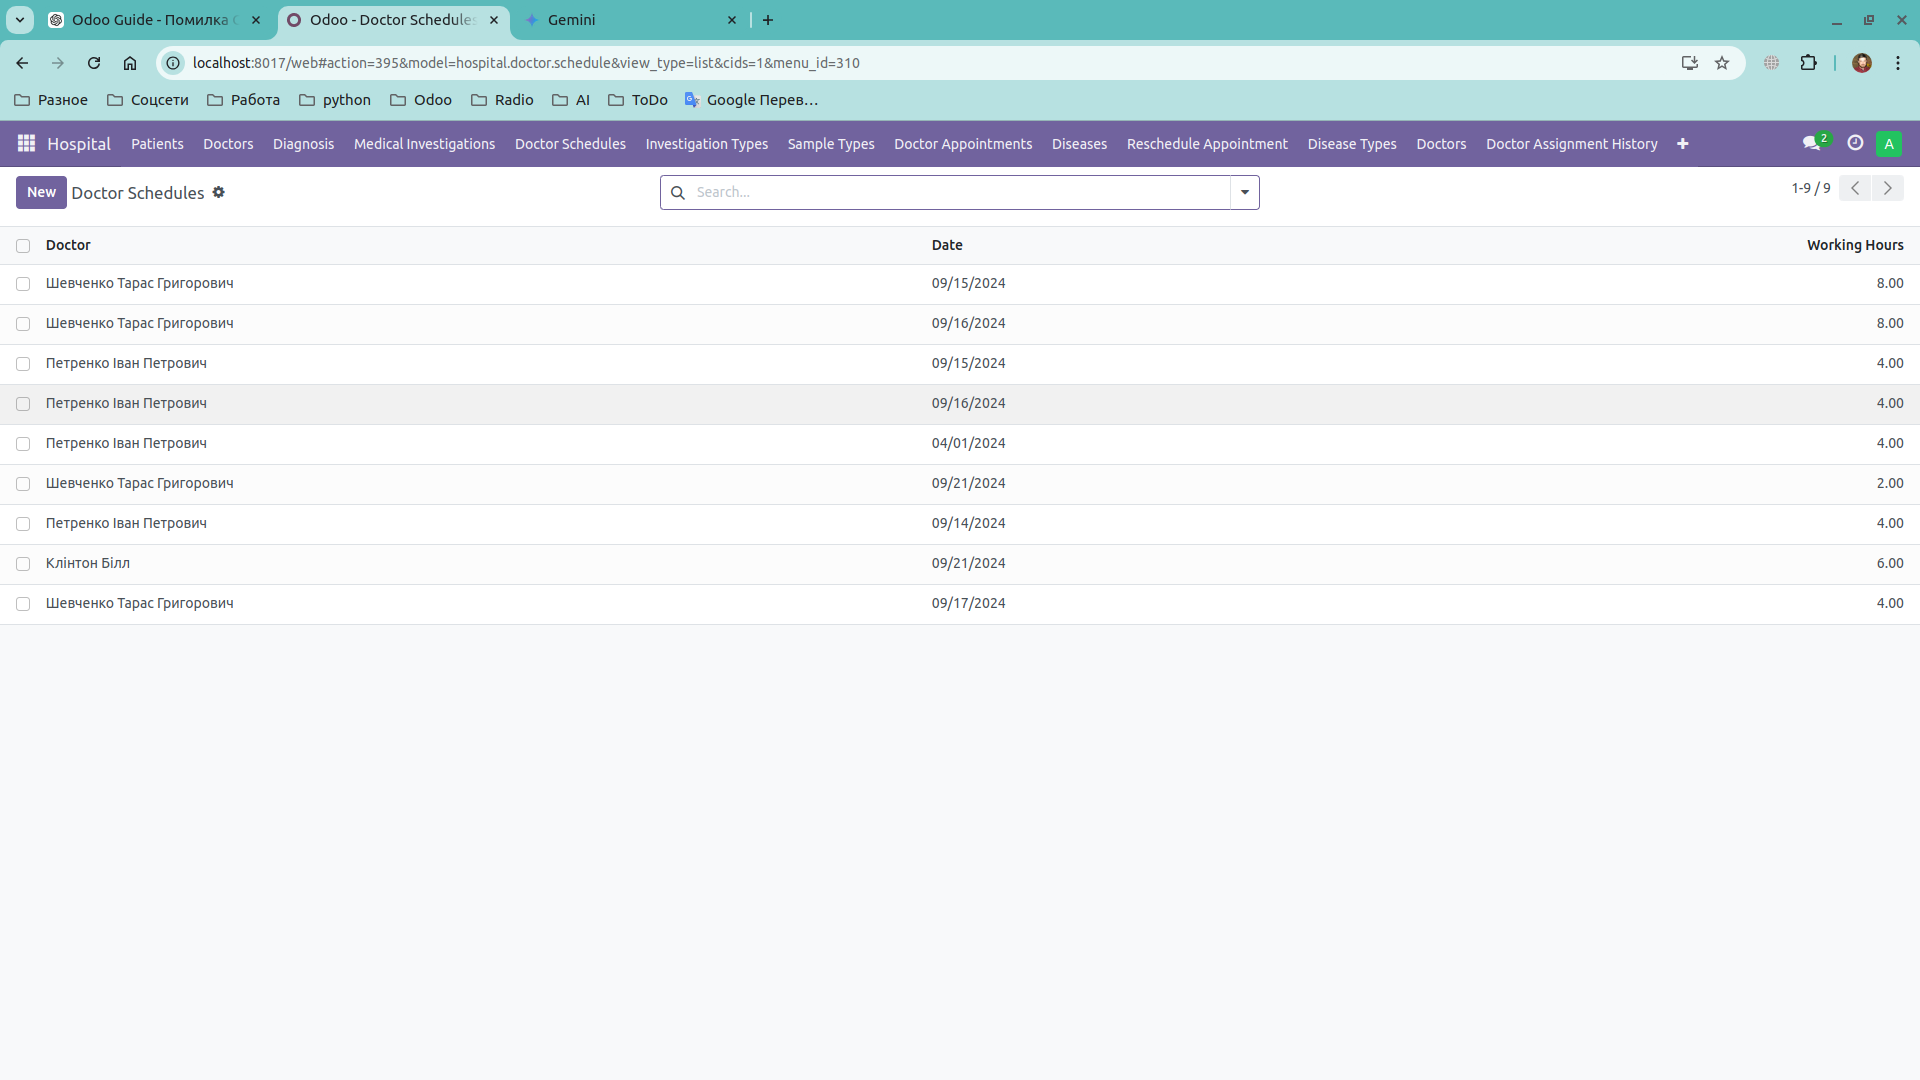 Odoo Guide - Помилка
Odoo - Doctor Schedules
Gemini
localhost:8017/web#action=395&model=hospital.doctor.schedule&view_type=list&cids=1&menu_id=310
Разное Соцсети Работа python Odoo Radio AI ToDo Google Перев...
Hospital Patients Doctors Diagnosis Medical Investigations Doctor Schedules Investigation Types Sample Types Doctor Appointments Diseases Reschedule Appointment Disease Types Doctors Doctor Assignment History 2 A
New Doctor Schedules Search... 1-9 / 9
Doctor Date Working Hours
Шевченко Тарас Григорович 09/15/2024 8.00
Шевченко Тарас Григорович 09/16/2024 8.00
Петренко Іван Петрович 09/15/2024 4.00
Петренко Іван Петрович 09/16/2024 4.00
Петренко Іван Петрович 04/01/2024 4.00
Шевченко Тарас Григорович 09/21/2024 2.00
Петренко Іван Петрович 09/14/2024 4.00
Клінтон Білл 09/21/2024 6.00
Шевченко Тарас Григорович 09/17/2024 4.00